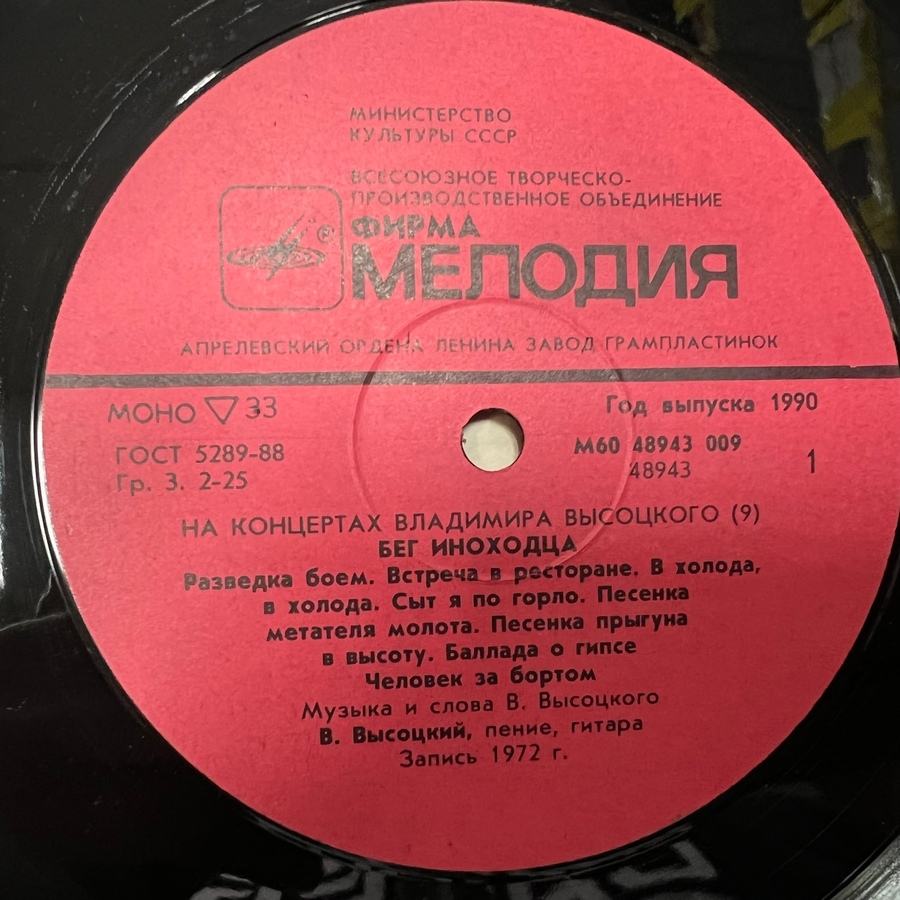 МИНИСТЕРСТВО
КУЛЬТУРЫ СССР
ВСЕСОЮЗНОЕ ТВОРЧЕСКО-
ПРОИЗВОДСТВЕННОЕ ОБЪЕДИНЕНИЕ
ФИРМА
МЕЛОДИЯ
®
АПРЕЛЕВСКИЙ ОРДЕНА ЛЕНИНА ЗАВОД ГРАМПЛАСТИНОК
МОНО ▽ 33
Год выпуска 1990
ГОСТ 5289-88
М60 48943 009
Гр. 3. 2-25
48943
1
НА КОНЦЕРТАХ ВЛАДИМИРА ВЫСОЦКОГО (9)
БЕГ ИНОХОДЦА
Разведка боем. Встреча в ресторане. В холода,
в холода. Сыт я по горло. Песенка
метателя молота. Песенка прыгуна
в высоту. Баллада о гипсе
Человек за бортом
Музыка и слова В. Высоцкого
В. Высоцкий, пение, гитара
Запись 1972 г.